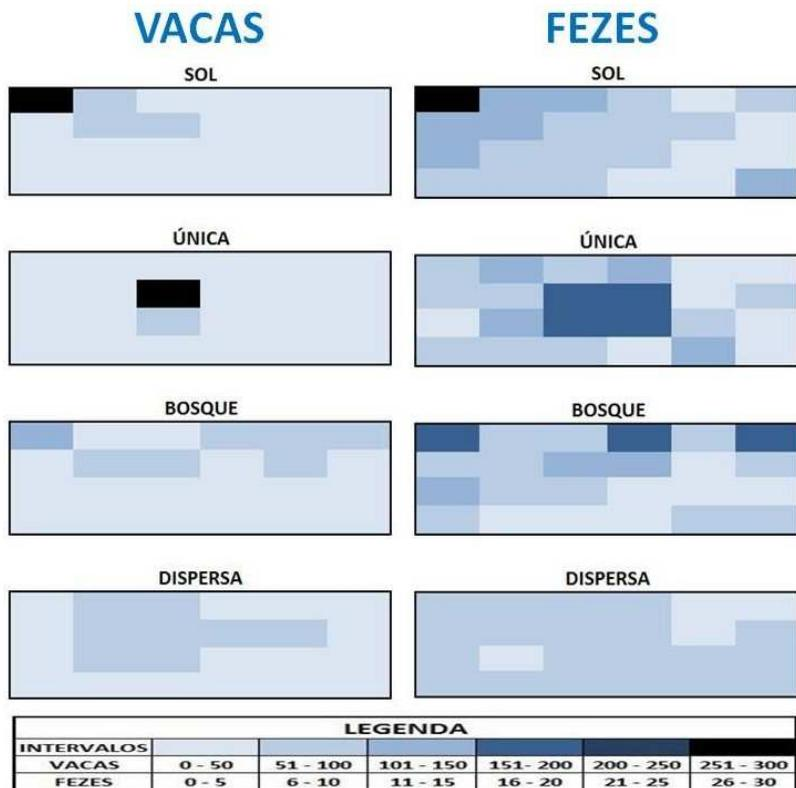 VACAS FEZES
SOL SOL
ÚNICA ÚNICA
BOSQUE BOSQUE
DISPERSA DISPERSA
LEGENDA
INTERVALOS
VACAS 0 - 50 51 - 100 101 - 150 151- 200 200 - 250 251 - 300
FEZES 0 - 5 6 - 10 11 - 15 16 - 20 21 - 25 26 - 30